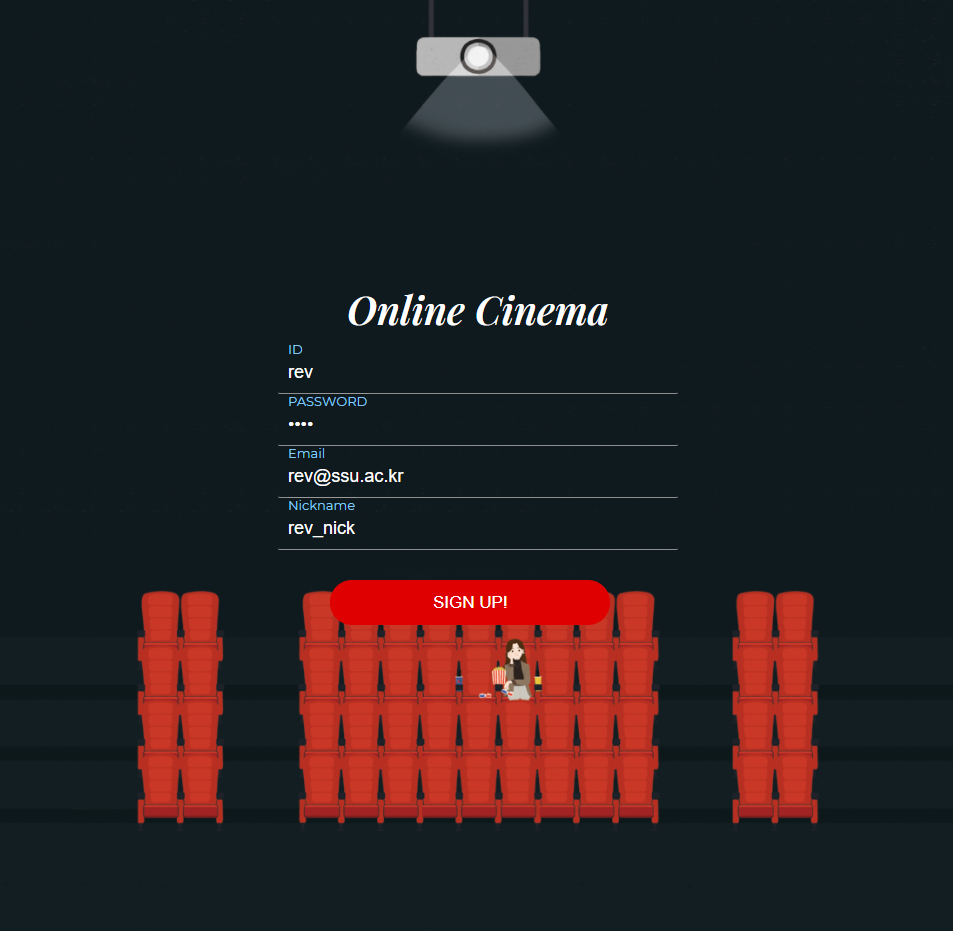 Online Cinema
ID
rev
PASSWORD
••••
Email
rev@ssu.ac.kr
Nickname
rev_nick
SIGN UP!